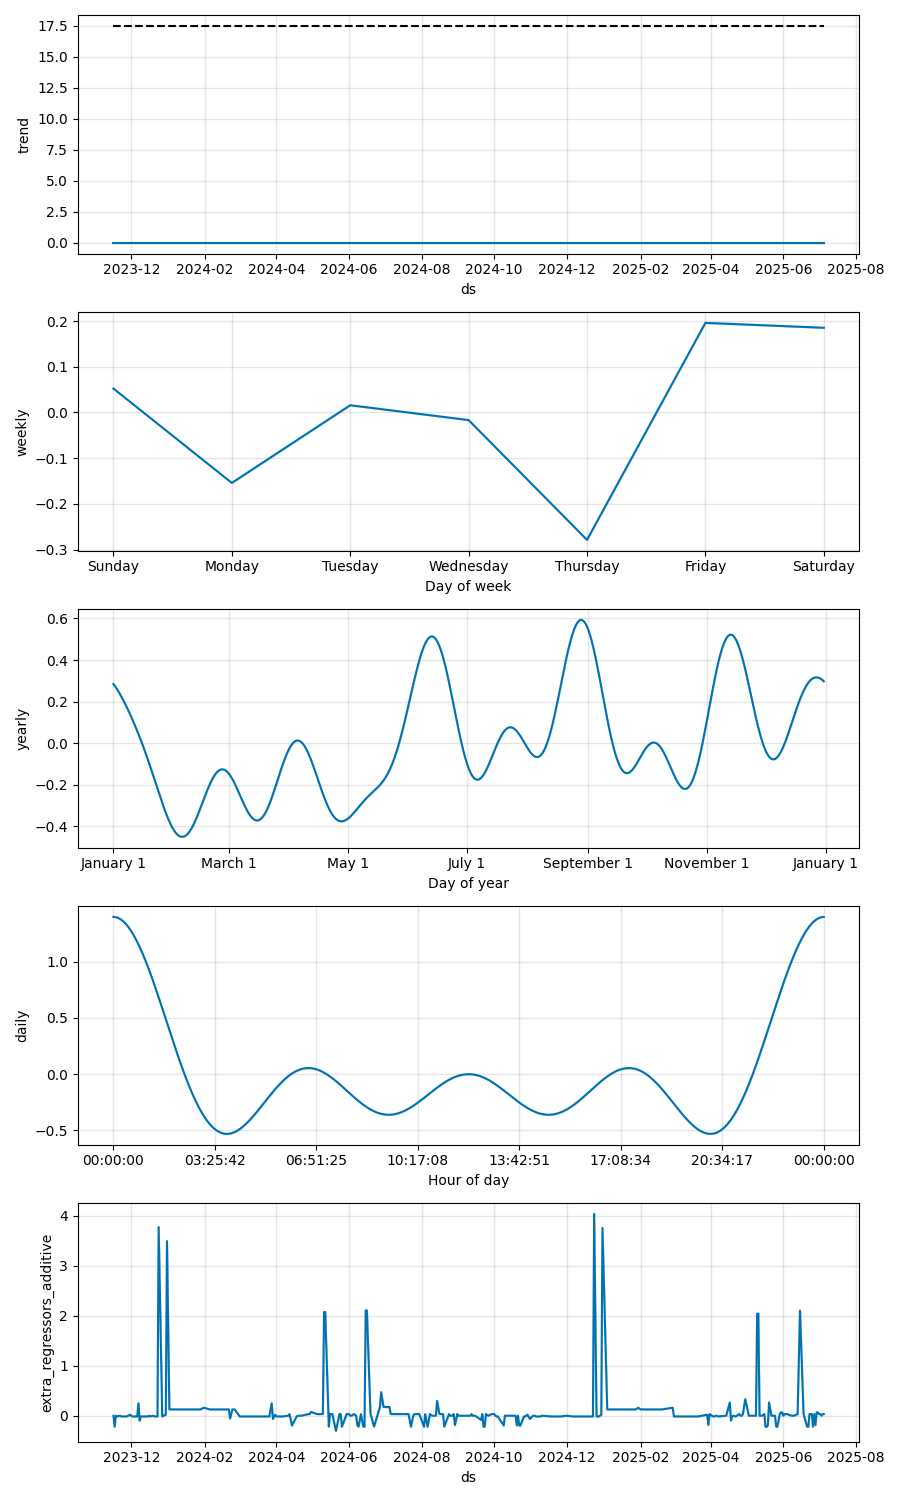 17.5
15.0
12.5
10.0
7.5
5.0
2.5
0.0
trend
2023-12 2024-02 2024-04 2024-06 2024-08 2024-10 2024-12 2025-02 2025-04 2025-06 2025-08
ds
0.2
0.1
0.0
−0.1
−0.2
−0.3
weekly
Sunday Monday Tuesday Wednesday Thursday Friday Saturday
Day of week
0.6
0.4
0.2
0.0
−0.2
−0.4
yearly
January 1 March 1 May 1 July 1 September 1 November 1 January 1
Day of year
1.0
0.5
0.0
−0.5
daily
00:00:00 03:25:42 06:51:25 10:17:08 13:42:51 17:08:34 20:34:17 00:00:00
Hour of day
4
3
2
1
0
extra_regressors_additive
2023-12 2024-02 2024-04 2024-06 2024-08 2024-10 2024-12 2025-02 2025-04 2025-06 2025-08
ds